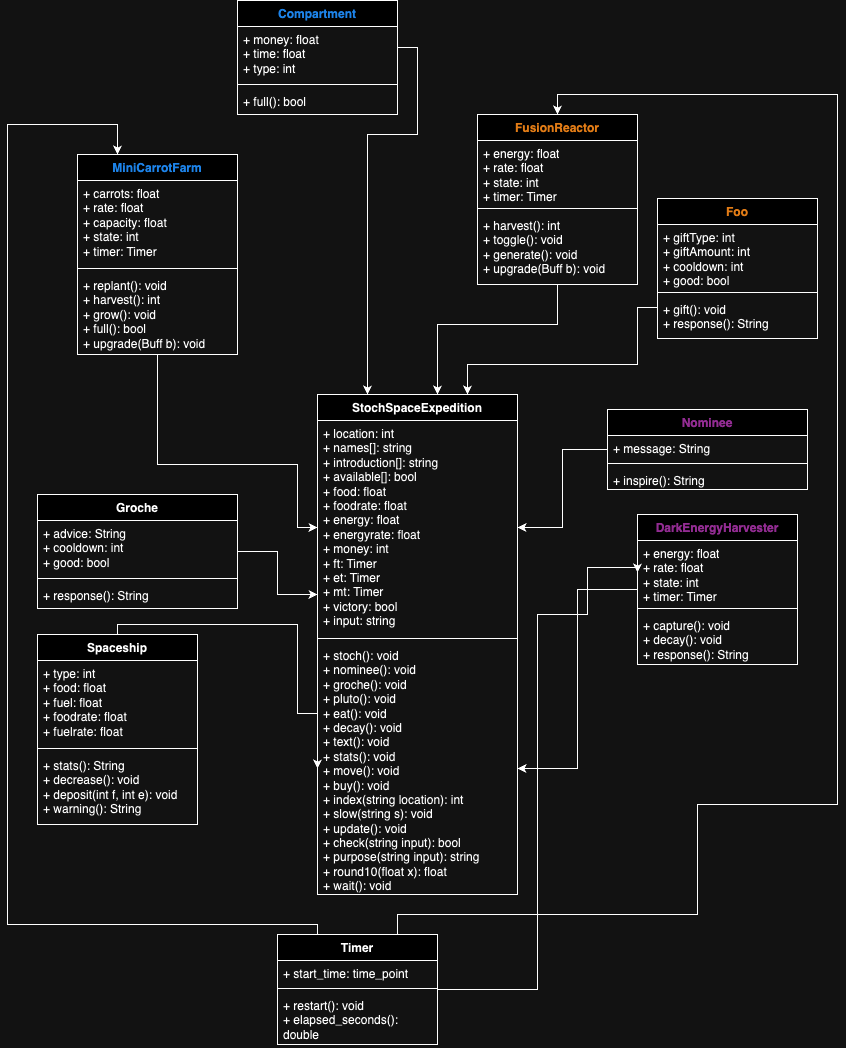 Compartment
+ money: float
+ time: float
+ type: int
+ full(): bool
FusionReactor
+ energy: float
+ rate: float
+ state: int
+ timer: Timer
+ harvest(): int
+ toggle(): void
+ generate(): void
+ upgrade(Buff b): void
MiniCarrotFarm
+ carrots: float
+ rate: float
+ capacity: float
+ state: int
+ timer: Timer
+ replant(): void
+ harvest(): int
+ grow(): void
+ full(): bool
+ upgrade(Buff b): void
Foo
+ giftType: int
+ giftAmount: int
+ cooldown: int
+ good: bool
+ gift(): void
+ response(): String
StochSpaceExpedition
+ location: int
+ names[]: string
+ introduction[]: string
+ available[]: bool
+ food: float
+ foodrate: float
+ energy: float
+ energyrate: float
+ money: int
+ ft: Timer
+ et: Timer
+ mt: Timer
+ victory: bool
+ input: string
+ stoch(): void
+ nominee(): void
+ groche(): void
+ pluto(): void
+ eat(): void
+ decay(): void
+ text(): void
+ stats(): void
+ move(): void
+ buy(): void
+ index(string location): int
+ slow(string s): void
+ update(): void
+ check(string input): bool
+ purpose(string input): string
+ round10(float x): float
+ wait(): void
Nominee
+ message: String
+ inspire(): String
Groche
+ advice: String
+ cooldown: int
+ good: bool
+ response(): String
DarkEnergyHarvester
+ energy: float
+ rate: float
+ state: int
+ timer: Timer
+ capture(): void
+ decay(): void
+ response(): String
Spaceship
+ type: int
+ food: float
+ fuel: float
+ foodrate: float
+ fuelrate: float
+ stats(): String
+ decrease(): void
+ deposit(int f, int e): void
+ warning(): String
Timer
+ start_time: time_point
+ restart(): void
+ elapsed_seconds():
double